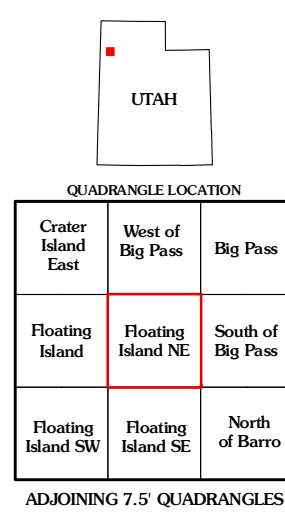 UTAH
QUADRANGLE LOCATION
Crater
Island
East
West of
Big Pass
Big Pass
Floating
Island
Floating
Island NE
South of
Big Pass
Floating
Island SW
Floating
Island SE
North
of Barro
ADJOINING 7.5' QUADRANGLES